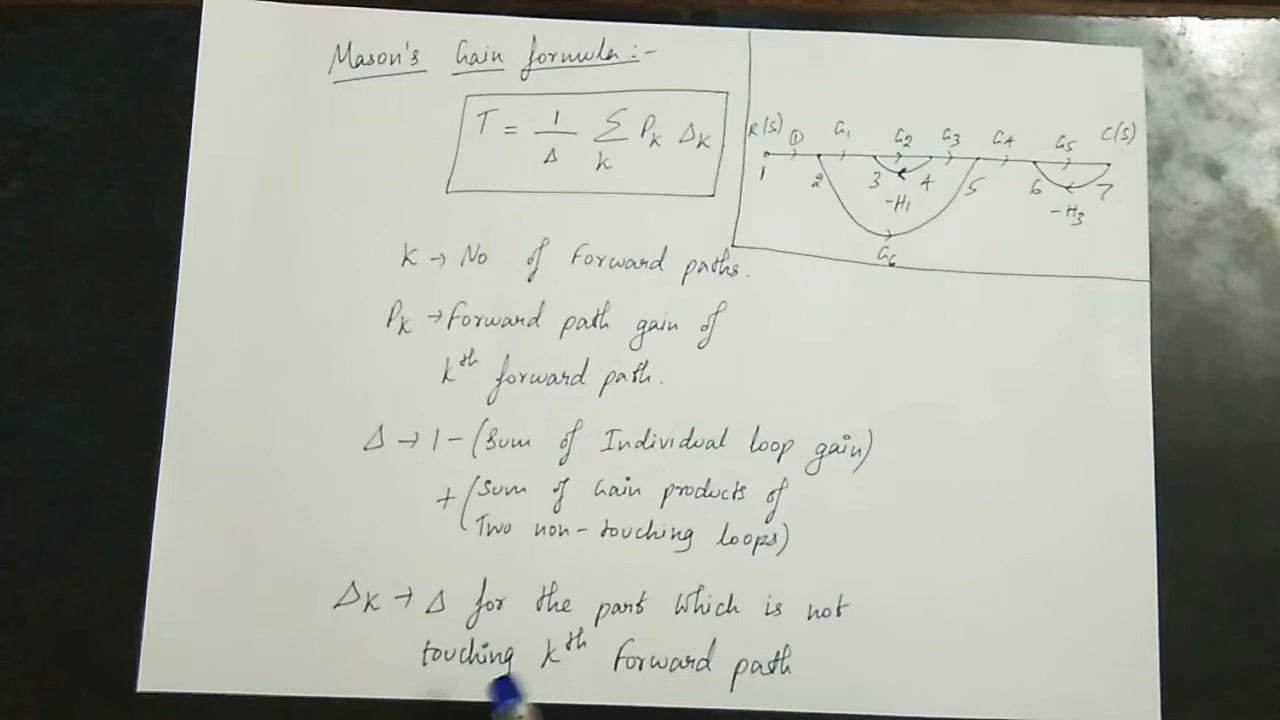 Mason's Gain formula:-
T = 1/Δ Σ_K P_K Δ_K
R(S) ① G1 G2 G3 G4 G5 C(S)
1 2 3 4 5 6 7
-H1 -H3
G6
K → No of Forward paths.
P_K → Forward path gain of
K^th forward path.
Δ → 1 - (Sum of Individual loop gain)
+ (Sum of Gain products of
Two non-touching loops)
Δ_K → Δ for the part which is not
touching K^th Forward path